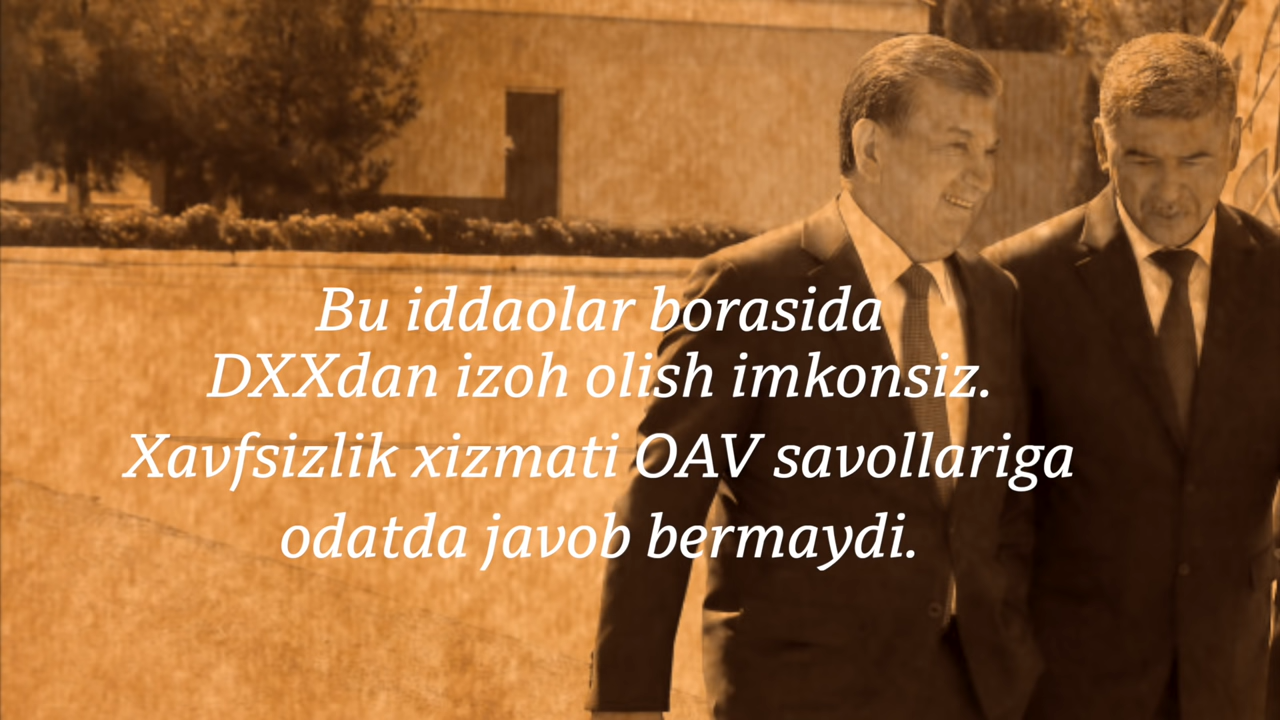 Bu iddaolar borasida
DXXdan izoh olish imkonsiz.
Xavfsizlik xizmati OAV savollariga
odatda javob bermaydi.